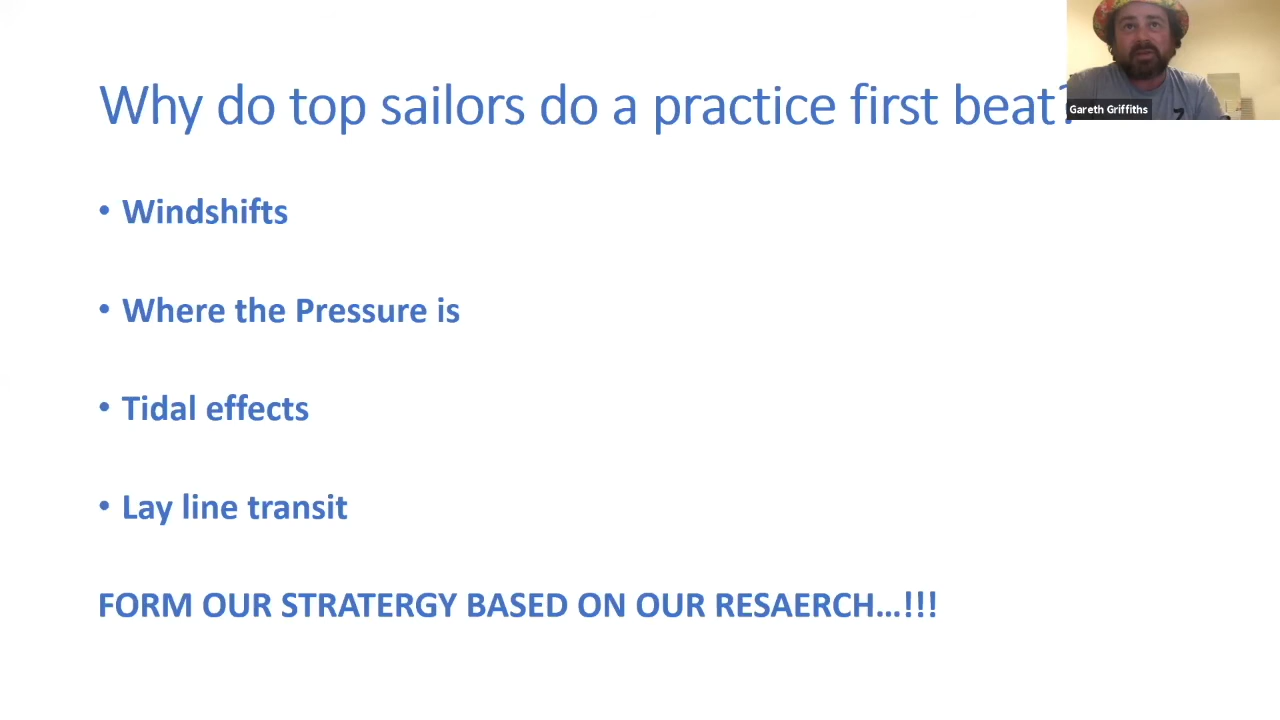 Why do top sailors do a practice first beat?
Gareth Griffiths
• Windshifts
• Where the Pressure is
• Tidal effects
• Lay line transit
FORM OUR STRATERGY BASED ON OUR RESAERCH...!!!